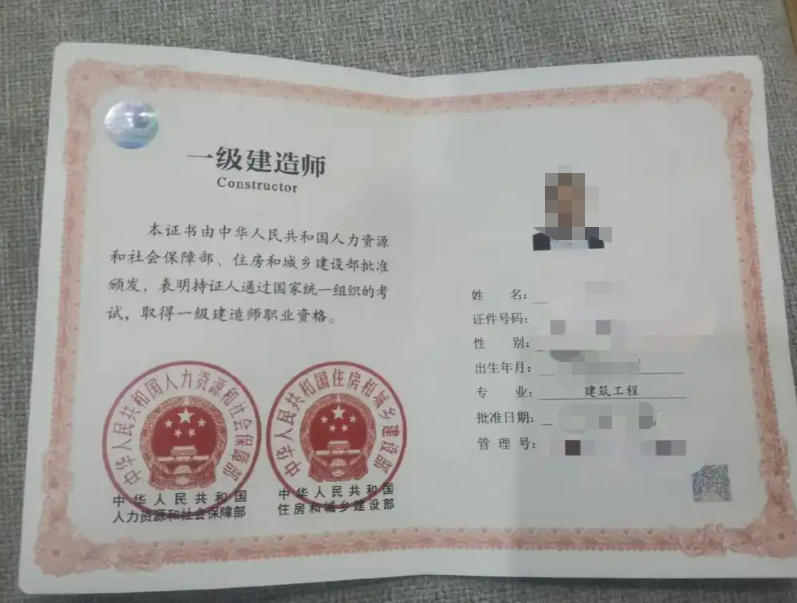 一级建造师
Constructor
本证书由中华人民共和国人力资源
和社会保障部、住房和城乡建设部批准
颁发，表明持证人通过国家统一组织的考
试，取得一级建造师职业资格。
中华人民共和国人力资源和社会保障部
中华人民共和国住房和城乡建设部
中华人民共和国
人力资源和社会保障部
中华人民共和国
住房和城乡建设部
姓 名：
证件号码：
性 别：
出生年月：
专 业：建筑工程
批准日期：
管理号：